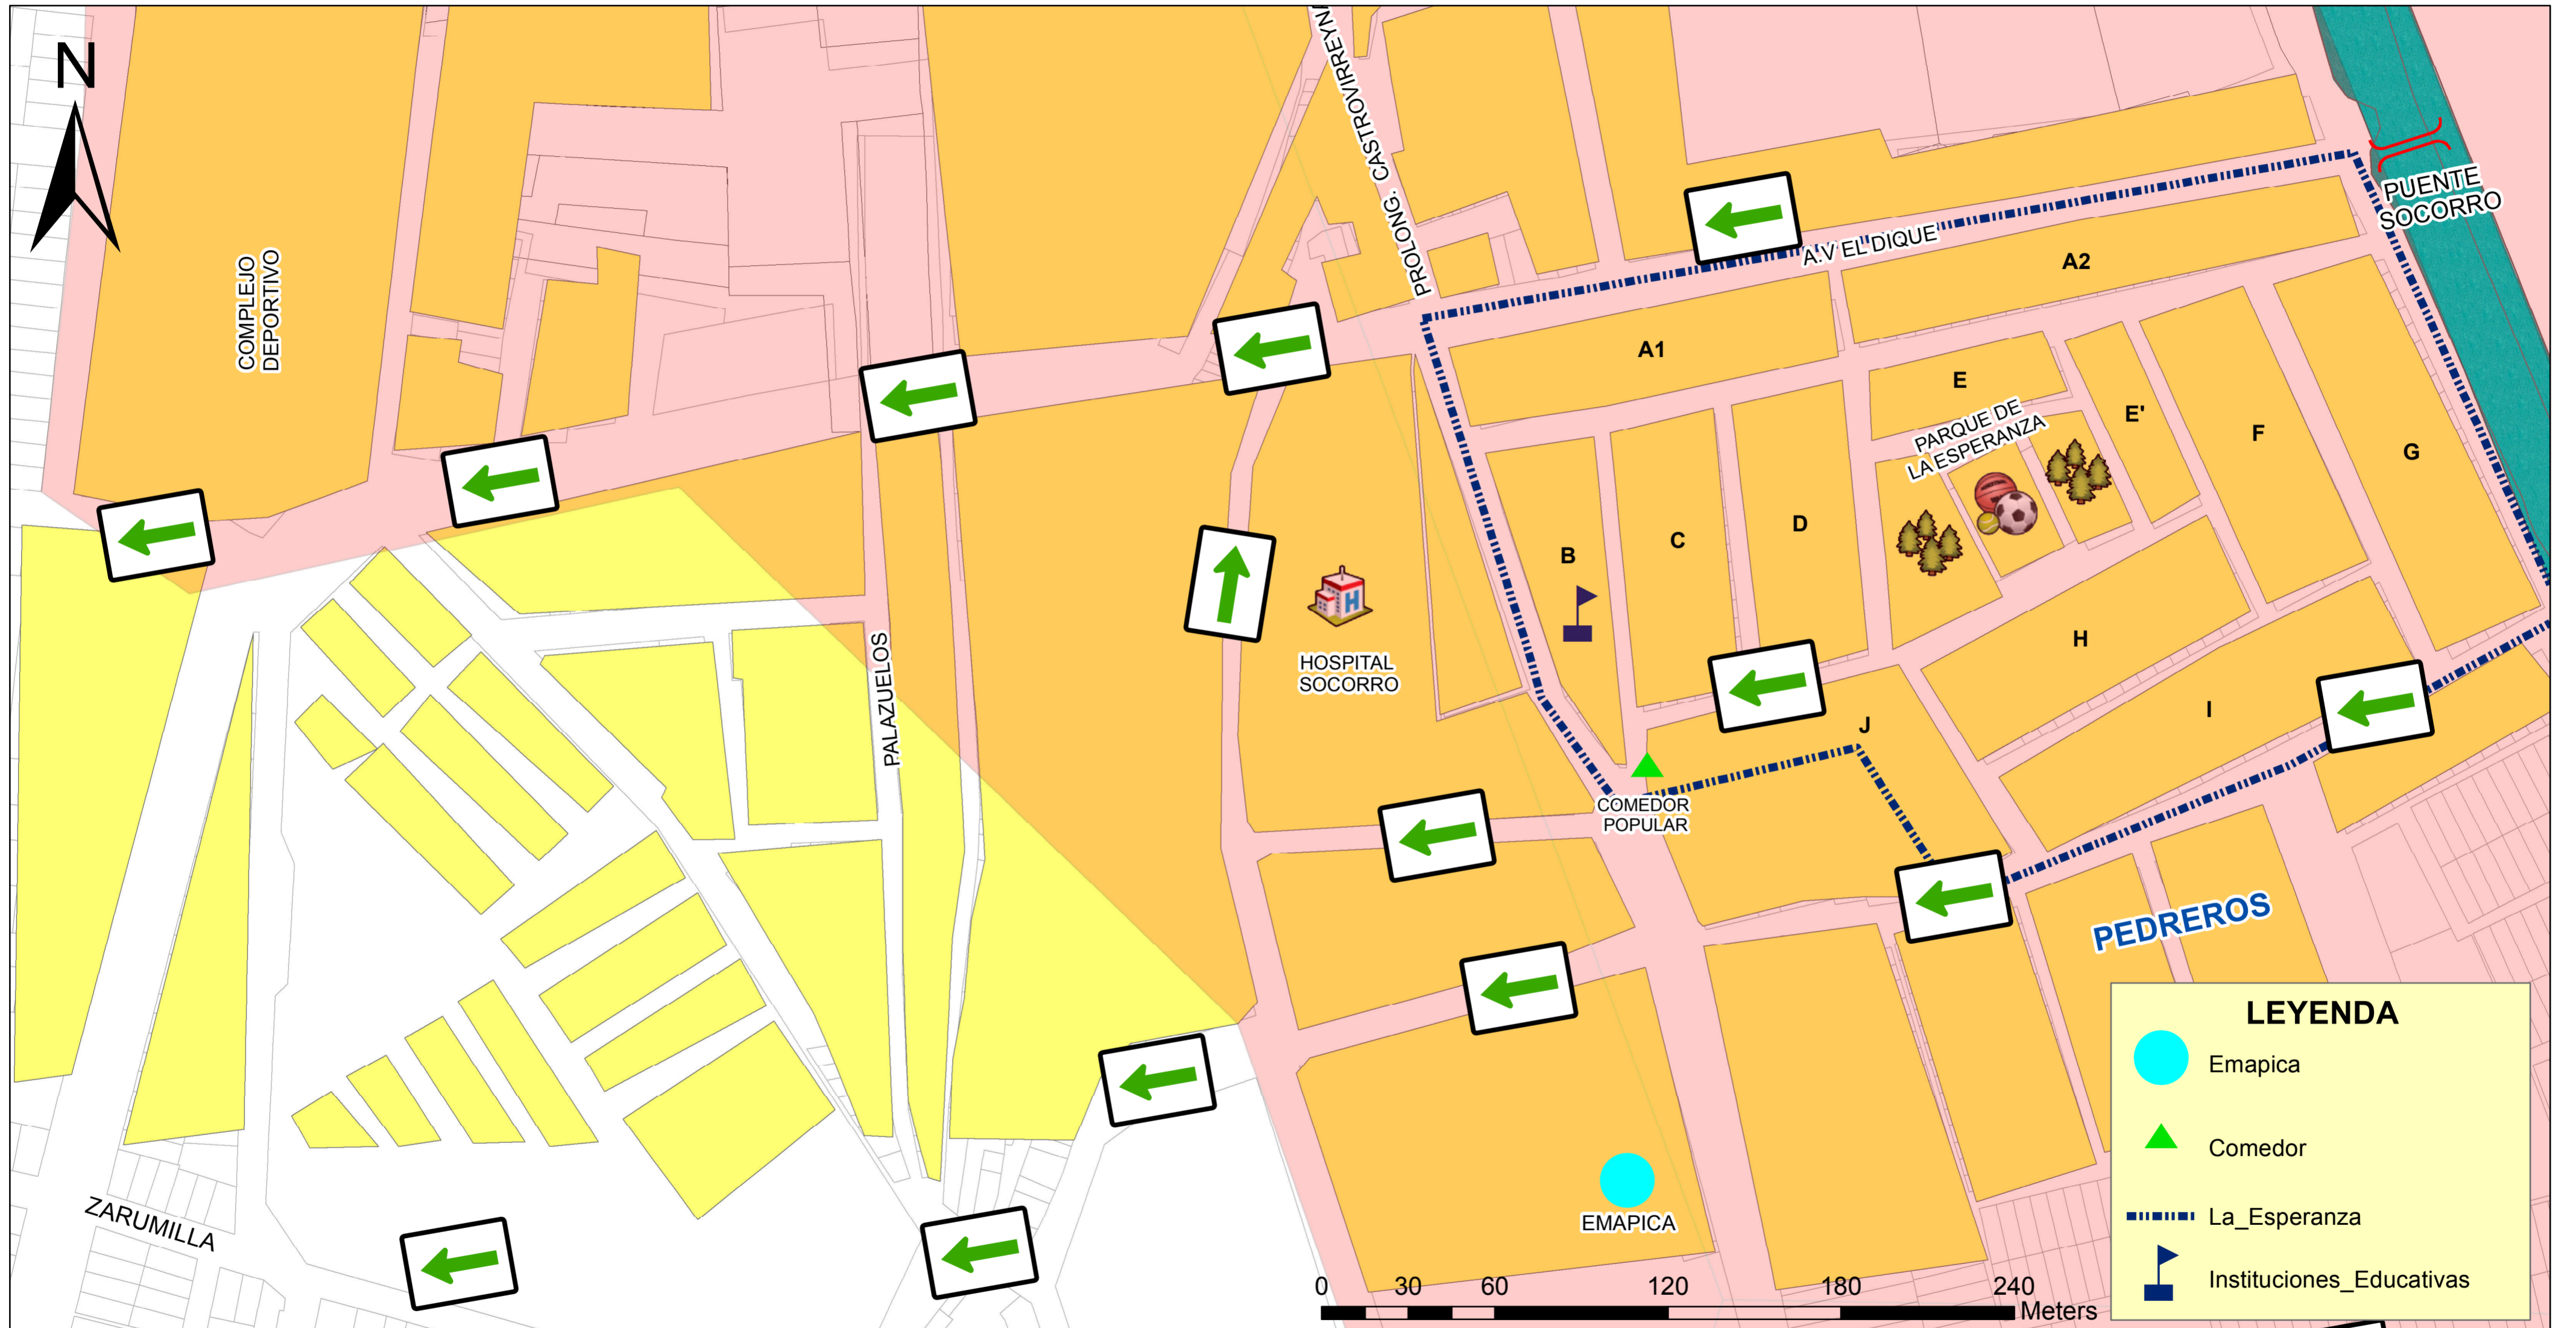 N
COMPLEJO
DEPORTIVO
PROLONG. CASTROVIRREYNA
A.V EL DIQUE
PUENTE
SOCORRO
A2
A1
E
E'
F
G
PARQUE DE
LA ESPERANZA
B
C
D
H
I
J
HOSPITAL
SOCORRO
PALAZUELOS
COMEDOR
POPULAR
PEDREROS
EMAPICA
ZARUMILLA
0 30 60 120 180 240
Meters
LEYENDA
Emapica
Comedor
La_Esperanza
Instituciones_Educativas